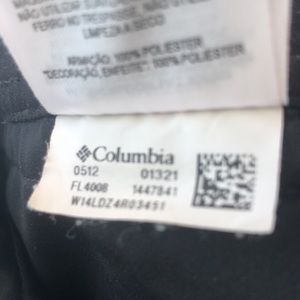 NÃO UTILIZAR
FERRO NO TRESPASSE, NÃO
LIMPEZA A SECO
ARMAÇÃO: 100% POLIESTER
"DECORAÇÃO, ENFEITE": 100% POLIESTER
Columbia
0512 01321
FL4008 1447841
W14LDZ4R03451